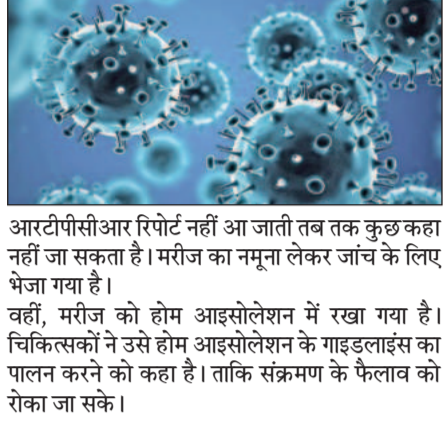 आरटीपीसीआर रिपोर्ट नहीं आ जाती तब तक कुछ कहा
नहीं जा सकता है। मरीज का नमूना लेकर जांच के लिए
भेजा गया है।
वहीं, मरीज को होम आइसोलेशन में रखा गया है।
चिकित्सकों ने उसे होम आइसोलेशन के गाइडलाइंस का
पालन करने को कहा है। ताकि संक्रमण के फैलाव को
रोका जा सके।